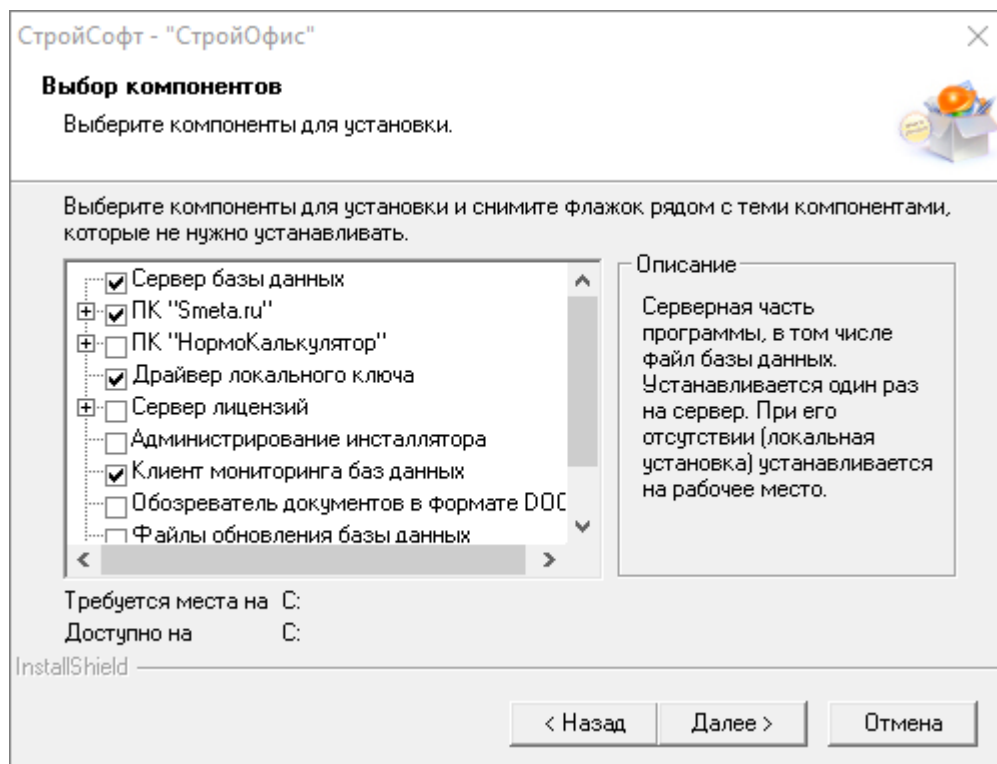 СтройСофт - "СтройОфис"
Выбор компонентов
Выберите компоненты для установки.
Выберите компоненты для установки и снимите флажок рядом с теми компонентами,
которые не нужно устанавливать.
Сервер базы данных
ПК "Smeta.ru"
ПК "НормоКалькулятор"
Драйвер локального ключа
Сервер лицензий
Администрирование инсталлятора
Клиент мониторинга баз данных
Обозреватель документов в формате DOC
Файлы обновления базы данных
Описание
Серверная часть
программы, в том числе
файл базы данных.
Устанавливается один раз
на сервер. При его
отсутствии (локальная
установка) устанавливается
на рабочее место.
Требуется места на C:
Доступно на C:
InstallShield
< Назад
Далее >
Отмена